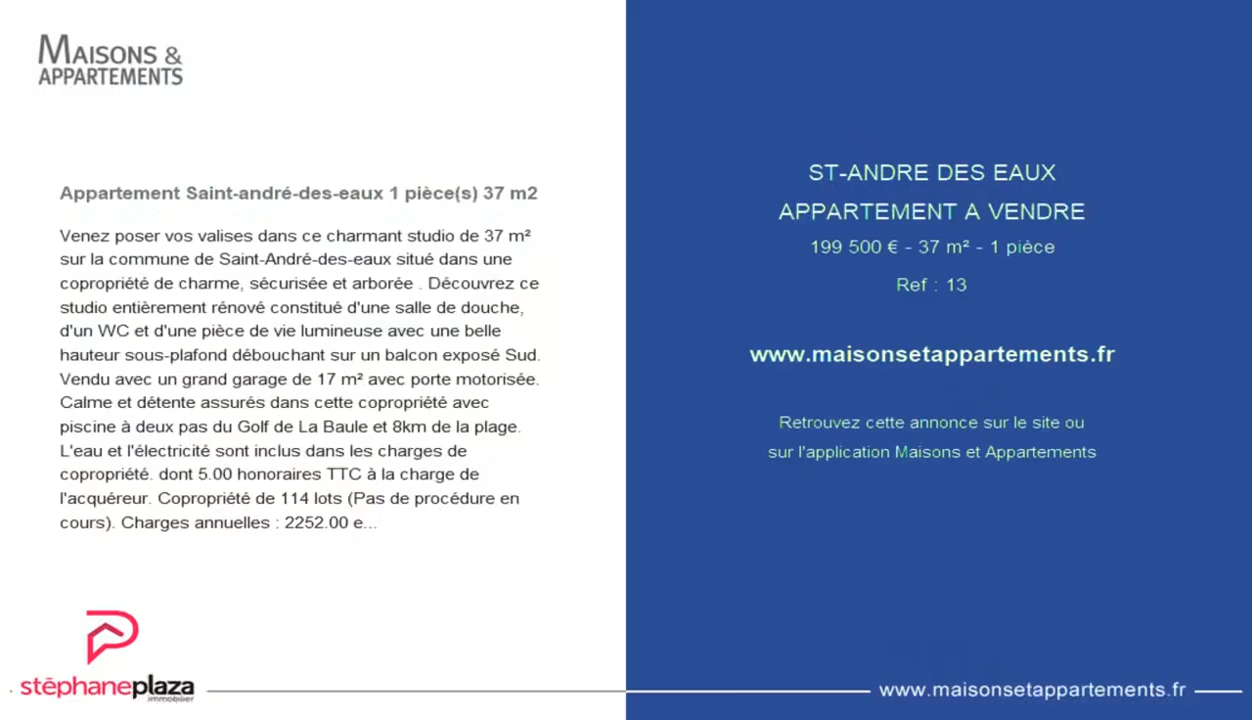 MAISONS &
APPARTEMENTS
Appartement Saint-andré-des-eaux 1 pièce(s) 37 m2
Venez poser vos valises dans ce charmant studio de 37 m²
sur la commune de Saint-André-des-eaux situé dans une
copropriété de charme, sécurisée et arborée . Découvrez ce
studio entièrement rénové constitué d'une salle de douche,
d'un WC et d'une pièce de vie lumineuse avec une belle
hauteur sous-plafond débouchant sur un balcon exposé Sud.
Vendu avec un grand garage de 17 m² avec porte motorisée.
Calme et détente assurés dans cette copropriété avec
piscine à deux pas du Golf de La Baule et 8km de la plage.
L'eau et l'électricité sont inclus dans les charges de
copropriété. dont 5.00 honoraires TTC à la charge de
l'acquéreur. Copropriété de 114 lots (Pas de procédure en
cours). Charges annuelles : 2252.00 e...
stéphaneplaza
immobilier
ST-ANDRE DES EAUX
APPARTEMENT A VENDRE
199 500 € - 37 m² - 1 pièce
Ref : 13
www.maisonsetappartements.fr
Retrouvez cette annonce sur le site ou
sur l'application Maisons et Appartements
www.maisonsetappartements.fr